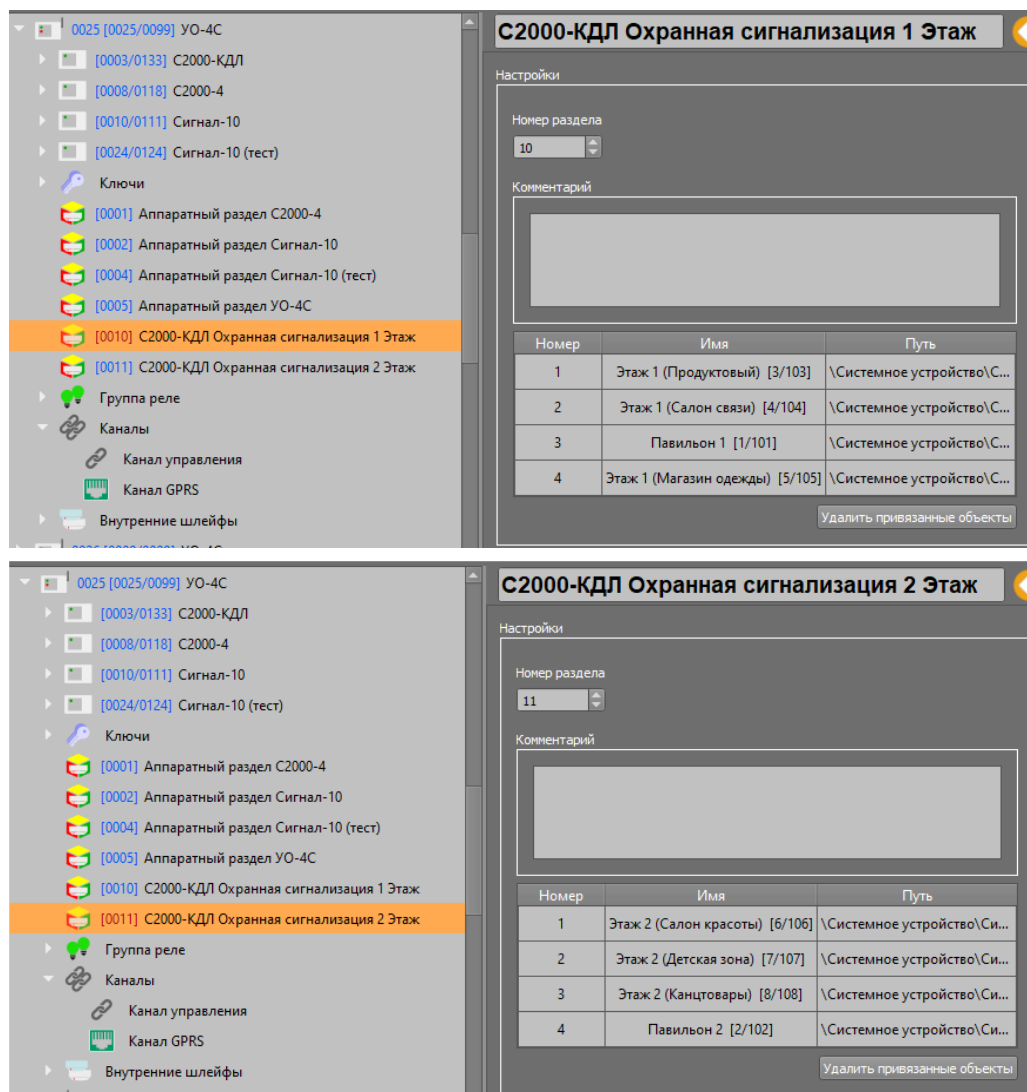 0025 [0025/0099] УО-4С
[0003/0133] С2000-КДЛ
[0008/0118] С2000-4
[0010/0111] Сигнал-10
[0024/0124] Сигнал-10 (тест)
Ключи
[0001] Аппаратный раздел С2000-4
[0002] Аппаратный раздел Сигнал-10
[0004] Аппаратный раздел Сигнал-10 (тест)
[0005] Аппаратный раздел УО-4С
[0010] С2000-КДЛ Охранная сигнализация 1 Этаж
[0011] С2000-КДЛ Охранная сигнализация 2 Этаж
Группа реле
Каналы
Канал управления
Канал GPRS
Внутренние шлейфы
С2000-КДЛ Охранная сигнализация 1 Этаж
Настройки
Номер раздела
10
Комментарий
Номер Имя Путь
1 Этаж 1 (Продуктовый) [3/103] \Системное устройство\С...
2 Этаж 1 (Салон связи) [4/104] \Системное устройство\С...
3 Павильон 1 [1/101] \Системное устройство\С...
4 Этаж 1 (Магазин одежды) [5/105] \Системное устройство\С...
Удалить привязанные объекты
0025 [0025/0099] УО-4С
[0003/0133] С2000-КДЛ
[0008/0118] С2000-4
[0010/0111] Сигнал-10
[0024/0124] Сигнал-10 (тест)
Ключи
[0001] Аппаратный раздел С2000-4
[0002] Аппаратный раздел Сигнал-10
[0004] Аппаратный раздел Сигнал-10 (тест)
[0005] Аппаратный раздел УО-4С
[0010] С2000-КДЛ Охранная сигнализация 1 Этаж
[0011] С2000-КДЛ Охранная сигнализация 2 Этаж
Группа реле
Каналы
Канал управления
Канал GPRS
Внутренние шлейфы
С2000-КДЛ Охранная сигнализация 2 Этаж
Настройки
Номер раздела
11
Комментарий
Номер Имя Путь
1 Этаж 2 (Салон красоты) [6/106] \Системное устройство\Си...
2 Этаж 2 (Детская зона) [7/107] \Системное устройство\Си...
3 Этаж 2 (Канцтовары) [8/108] \Системное устройство\Си...
4 Павильон 2 [2/102] \Системное устройство\Си...
Удалить привязанные объекты